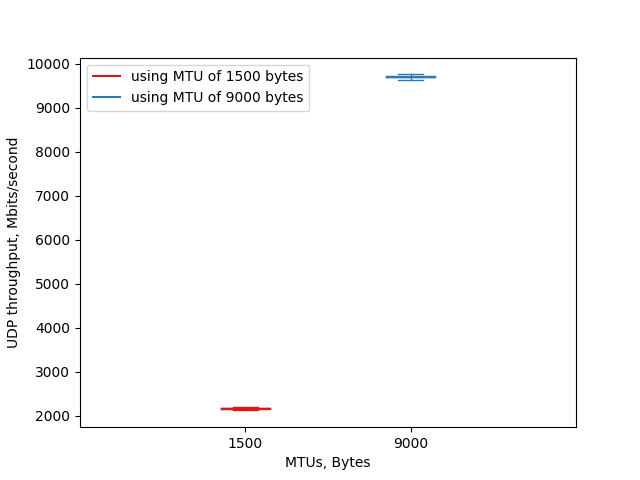 using MTU of 1500 bytes
using MTU of 9000 bytes
UDP throughput, Mbits/second
10000
9000
8000
7000
6000
5000
4000
3000
2000
1500
9000
MTUs, Bytes